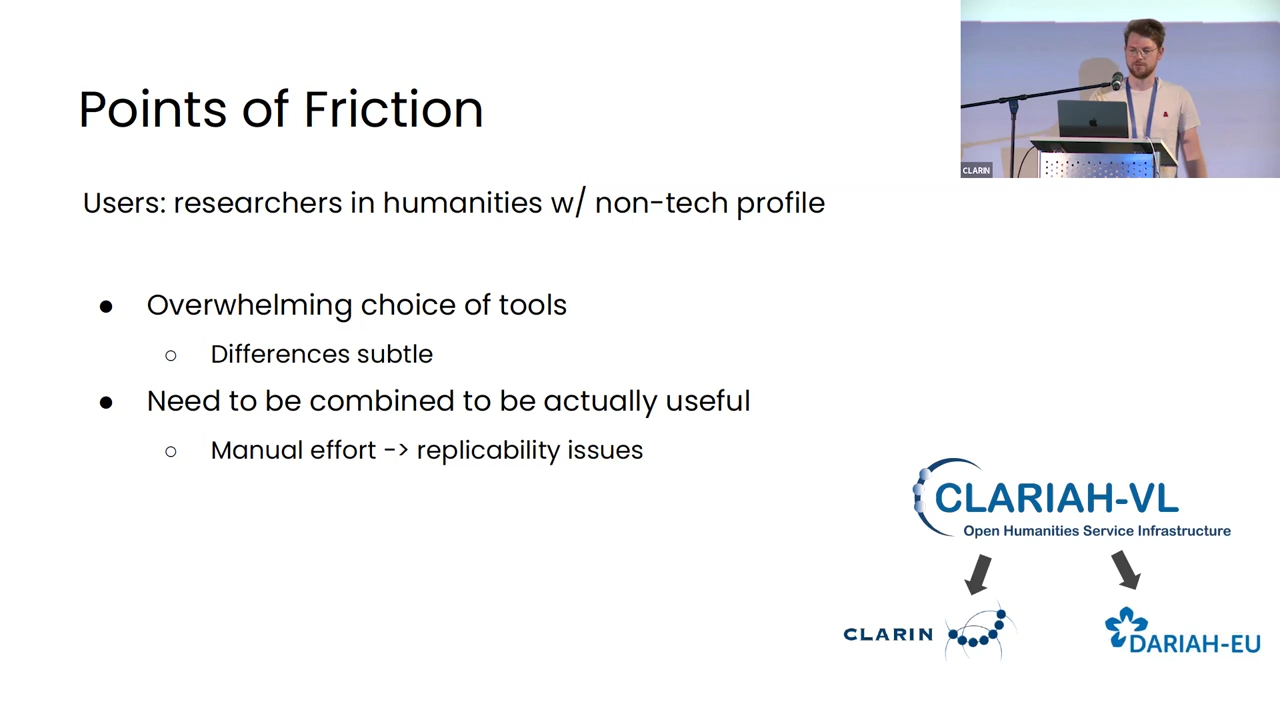 Points of Friction
CLARIN
Users: researchers in humanities w/ non-tech profile
● Overwhelming choice of tools
○ Differences subtle
● Need to be combined to be actually useful
○ Manual effort -> replicability issues
CLARIAH-VL
Open Humanities Service Infrastructure
CLARIN
DARIAH-EU